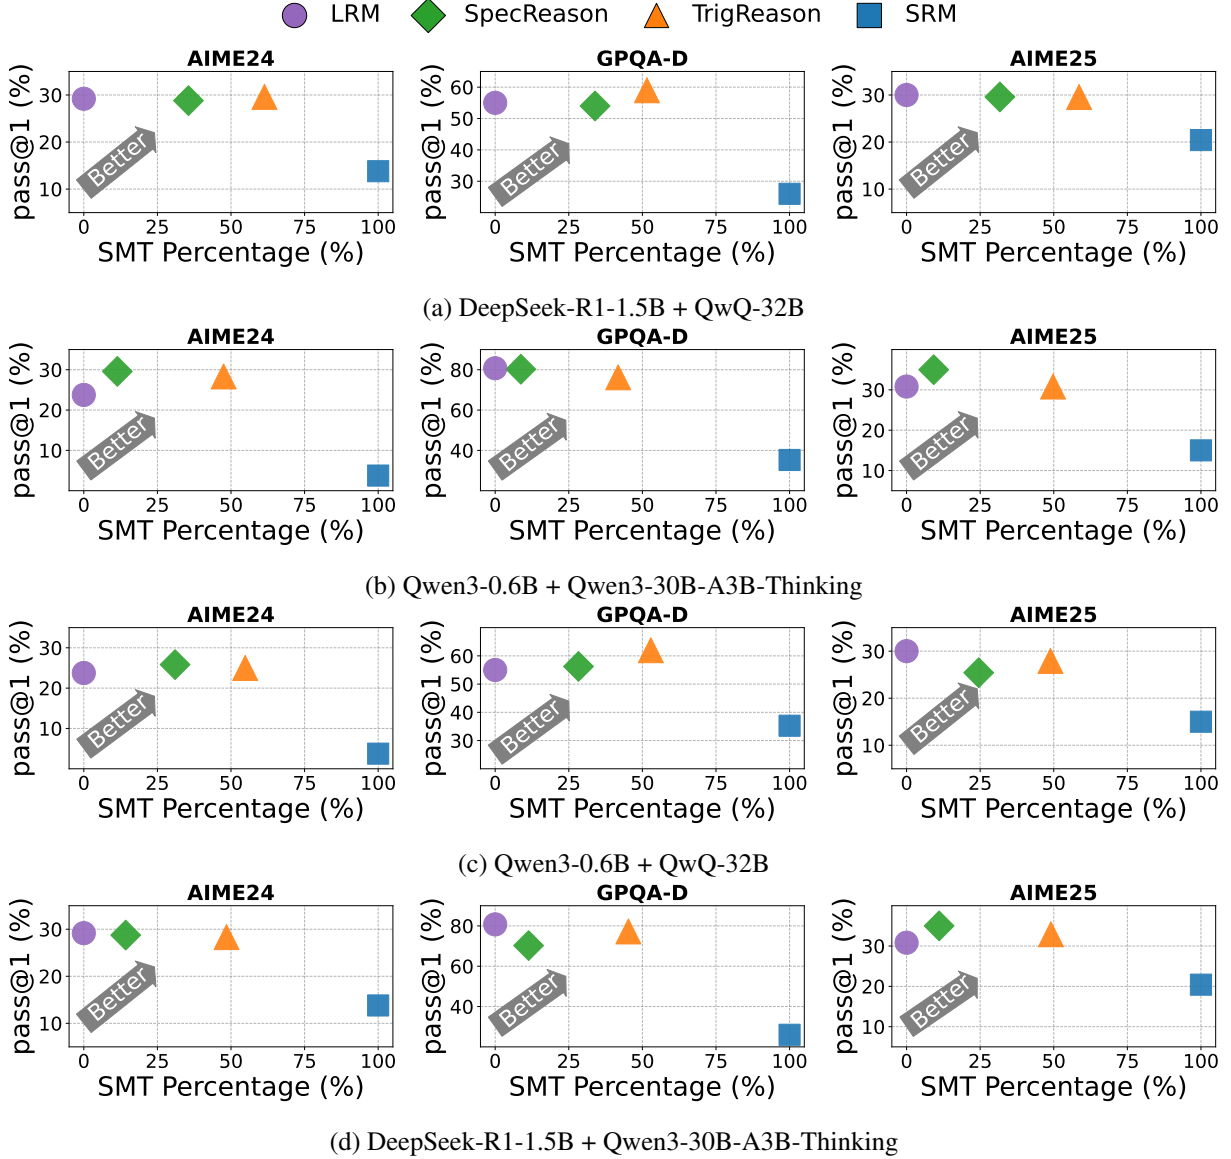 LRM SpecReason TrigReason SRM
AIME24 GPQA-D AIME25
pass@1 (%) 30 20 10 Better
pass@1 (%) 60 50 40 30 Better
pass@1 (%) 30 20 10 Better
0 25 50 75 100 0 25 50 75 100 0 25 50 75 100
SMT Percentage (%) SMT Percentage (%) SMT Percentage (%)
(a) DeepSeek-R1-1.5B + QwQ-32B
AIME24 GPQA-D AIME25
pass@1 (%) 30 20 10 Better
pass@1 (%) 80 60 40 Better
pass@1 (%) 30 20 10 Better
0 25 50 75 100 0 25 50 75 100 0 25 50 75 100
SMT Percentage (%) SMT Percentage (%) SMT Percentage (%)
(b) Qwen3-0.6B + Qwen3-30B-A3B-Thinking
AIME24 GPQA-D AIME25
pass@1 (%) 30 20 10 Better
pass@1 (%) 60 50 40 30 Better
pass@1 (%) 30 20 10 Better
0 25 50 75 100 0 25 50 75 100 0 25 50 75 100
SMT Percentage (%) SMT Percentage (%) SMT Percentage (%)
(c) Qwen3-0.6B + QwQ-32B
AIME24 GPQA-D AIME25
pass@1 (%) 30 20 10 Better
pass@1 (%) 80 60 40 Better
pass@1 (%) 30 20 10 Better
0 25 50 75 100 0 25 50 75 100 0 25 50 75 100
SMT Percentage (%) SMT Percentage (%) SMT Percentage (%)
(d) DeepSeek-R1-1.5B + Qwen3-30B-A3B-Thinking